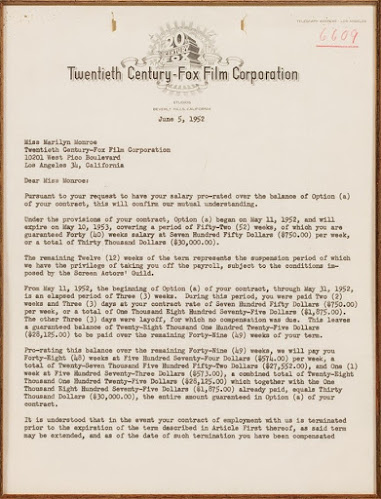 6609
20
Twentieth Century-Fox Film Corporation
STUDIOS
BEVERLY HILLS, CALIFORNIA
June 5, 1952
Miss Marilyn Monroe
Twentieth Century-Fox Film Corporation
10201 West Pico Boulevard
Los Angeles 34, California
Dear Miss Monroe:
Pursuant to your request to have your salary pro-rated over the balance of Option (a)
of your contract, this will confirm our mutual understanding.
Under the provisions of your contract, Option (a) began on May 11, 1952, and will
expire on May 10, 1953, covering a period of Fifty-Two (52) weeks, of which you are
guaranteed Forty (40) weeks salary at Seven Hundred Fifty Dollars ($750.00) per week,
or a total of Thirty Thousand Dollars ($30,000.00).
The remaining Twelve (12) weeks of the term represents the suspension period of which
we have the privilege of taking you off the payroll, subject to the conditions im-
posed by the Screen Actors' Guild.
From May 11, 1952, the beginning of Option (a) of your contract, through May 31, 1952,
is an elapsed period of Three (3) weeks. During this period, you were paid Two (2)
weeks and Three (3) days at your contract rate of Seven Hundred Fifty Dollars ($750.00)
per week, or a total of One Thousand Eight Hundred Seventy-Five Dollars ($1,875.00).
The other Three (3) days were layoff, for which no compensation was due. This leaves
a guaranteed balance of Twenty-Eight Thousand One Hundred Twenty-Five Dollars
($28,125.00) to be paid over the remaining Forty-Nine (49) weeks of your term.
Pro-rating this balance over the remaining Forty-Nine (49) weeks, we will pay you
Forty-Eight (48) weeks at Five Hundred Seventy-Four Dollars ($574.00) per week, a
total of Twenty-Seven Thousand Five Hundred Fifty-Two Dollars ($27,552.00), and One (1)
week at Five Hundred Seventy-Three Dollars ($573.00), a combined total of Twenty-Eight
Thousand One Hundred Twenty-Five Dollars ($28,125.00) which together with the One
Thousand Eight Hundred Seventy-Five Dollars ($1,875.00) already paid, equals Thirty
Thousand Dollars ($30,000.00), the entire amount guaranteed in Option (a) of your
contract.
It is understood that in the event your contract of employment with us is terminated
prior to the expiration of the term described in Article First thereof, as said term
may be extended, and as of the date of such termination you have been compensated